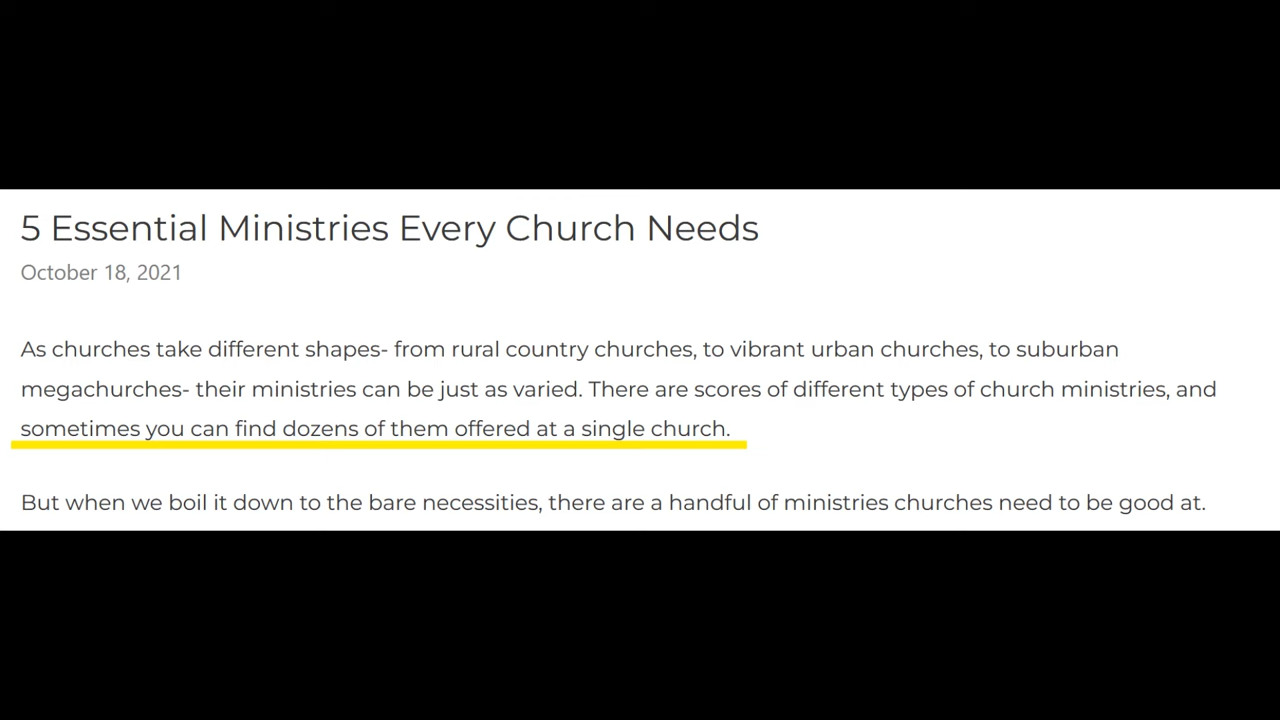 5 Essential Ministries Every Church Needs
October 18, 2021
As churches take different shapes- from rural country churches, to vibrant urban churches, to suburban
megachurches- their ministries can be just as varied. There are scores of different types of church ministries, and
sometimes you can find dozens of them offered at a single church.
But when we boil it down to the bare necessities, there are a handful of ministries churches need to be good at.